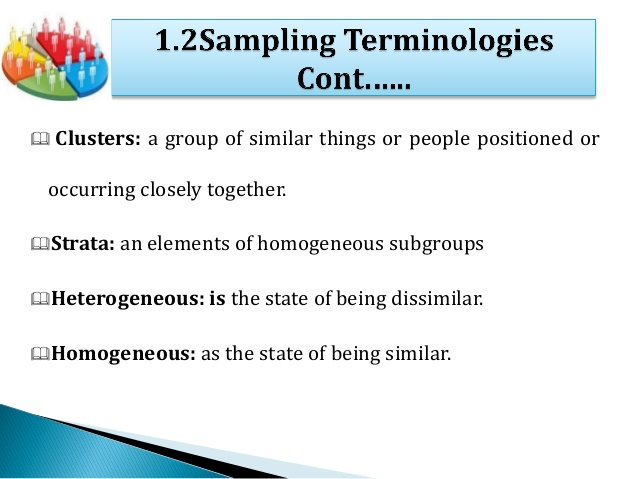 1.2Sampling Terminologies
Cont......
Clusters: a group of similar things or people positioned or
occurring closely together.
Strata: an elements of homogeneous subgroups
Heterogeneous: is the state of being dissimilar.
Homogeneous: as the state of being similar.